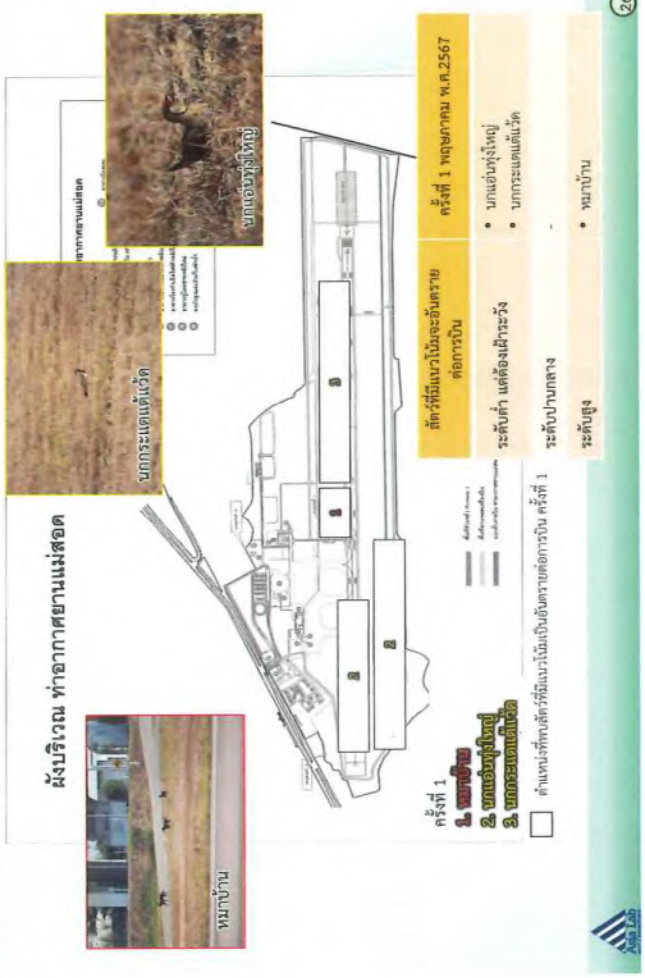 ผังบริเวณ ท่าอากาศยานแม่สอด
หมาบ้าน
นกกระแตแต้แว้ด
นกแอ่นทุ่งใหญ่
1
2
2
3
ครั้งที่ 1
1. หมาบ้าน
2. นกแอ่นทุ่งใหญ่
3. นกกระแตแต้แว้ด
ตำแหน่งที่พบสัตว์ที่มีแนวโน้มเป็นอันตรายต่อการบิน ครั้งที่ 1
สัตว์ที่มีแนวโน้มจะอันตราย
ต่อการบิน
ครั้งที่ 1 พฤษภาคม พ.ศ.2567
ระดับต่ำ แต่ต้องเฝ้าระวัง
• นกแอ่นทุ่งใหญ่
• นกกระแตแต้แว้ด
ระดับปานกลาง
-
ระดับสูง
• หมาบ้าน
Asia Lab